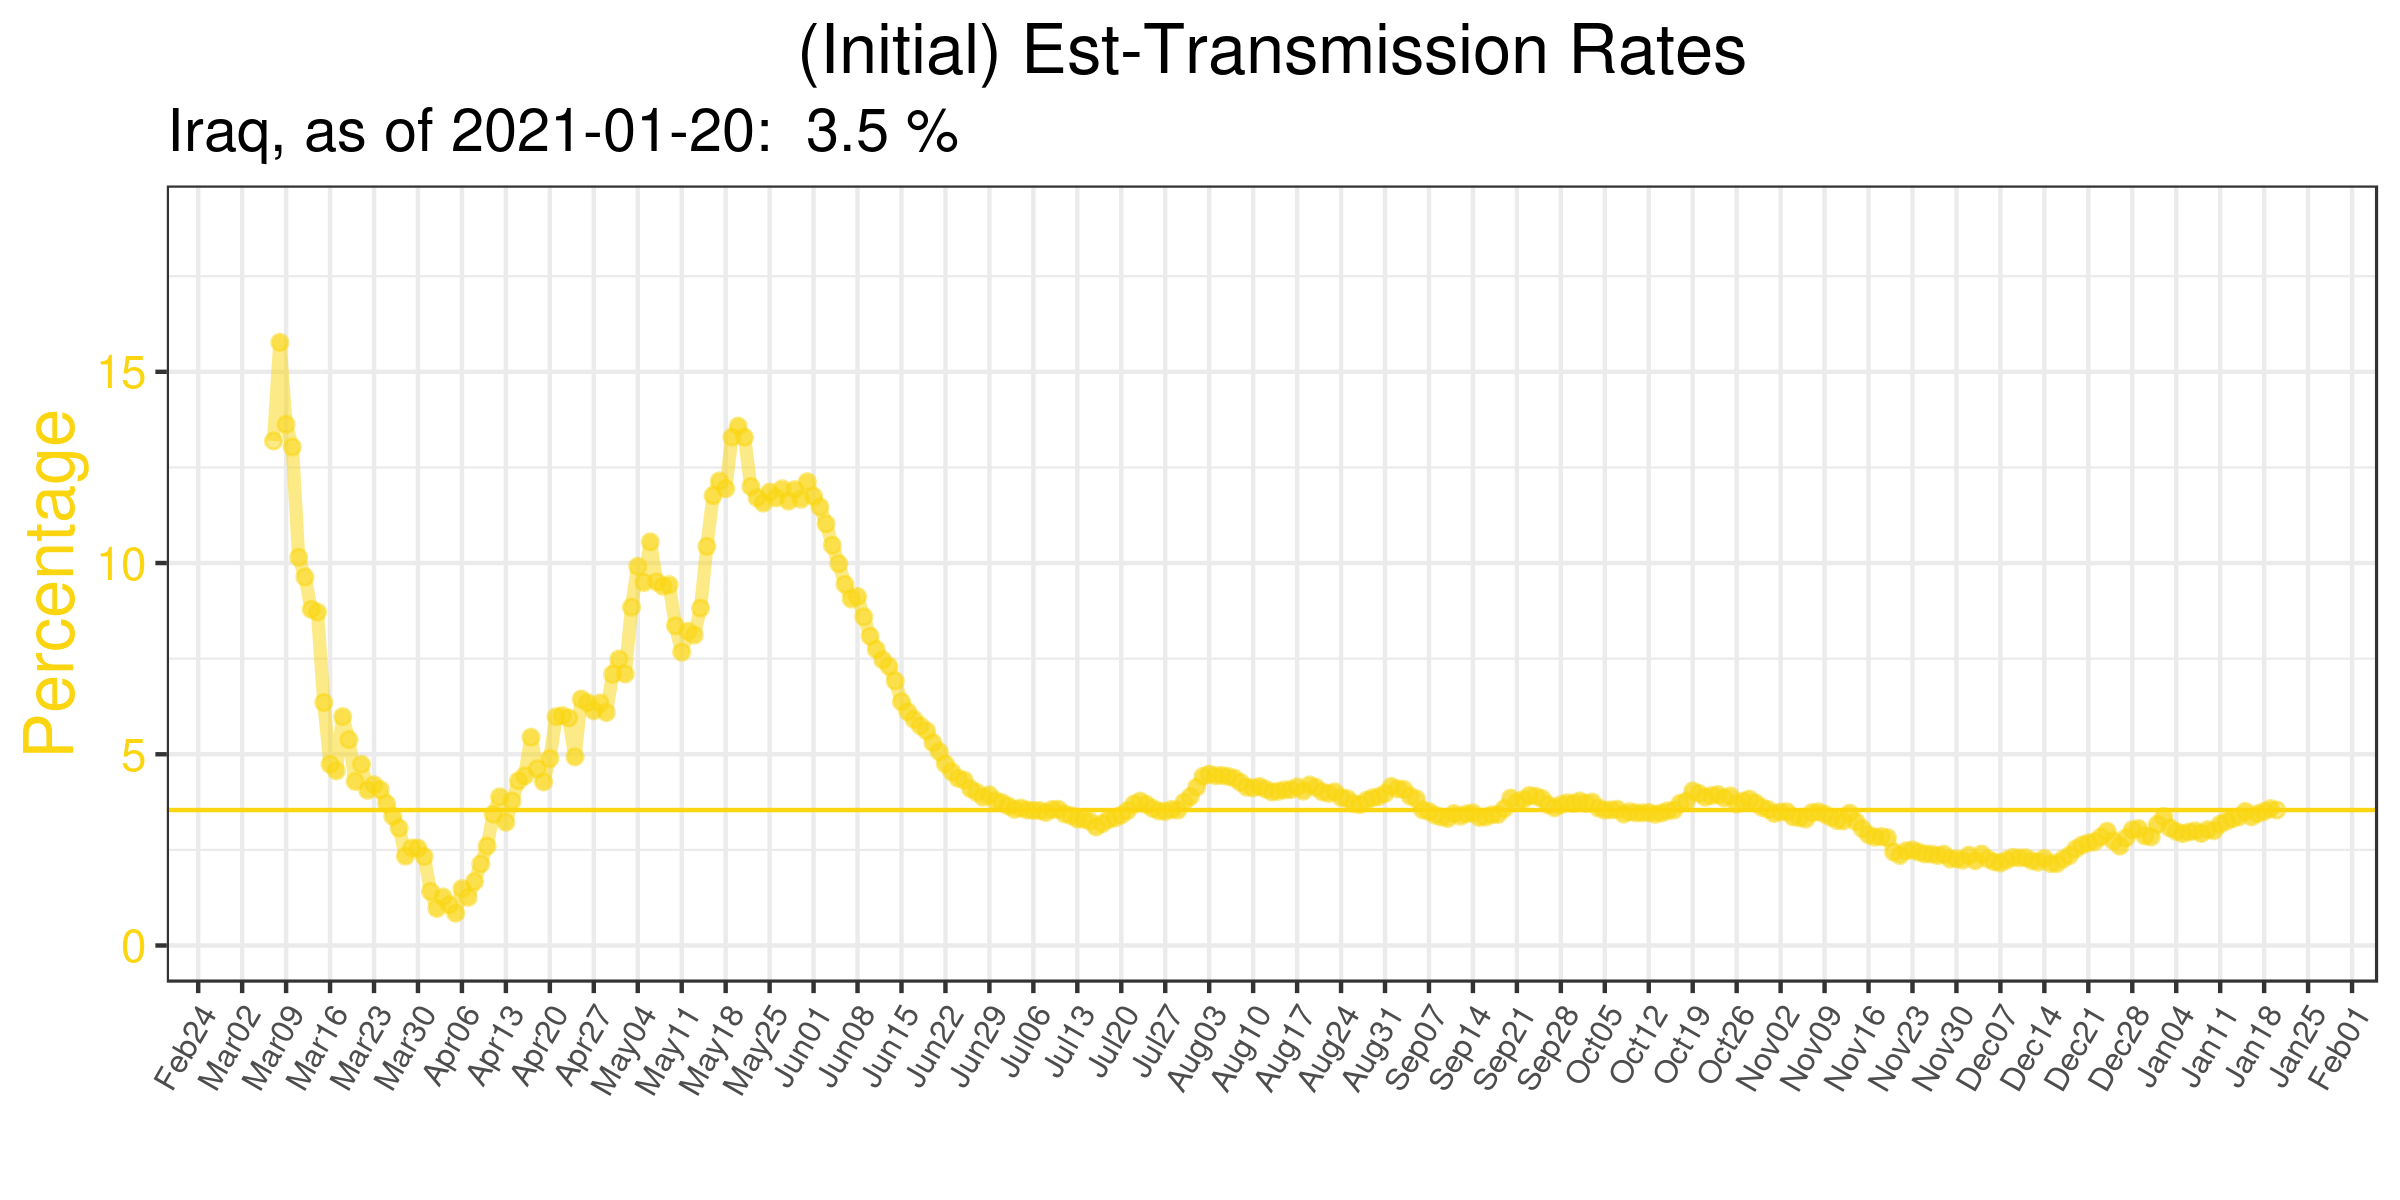 (Initial) Est-Transmission Rates
Iraq, as of 2021-01-20:  3.5 %
Percentage
15
10
5
0
Feb24
Mar02
Mar09
Mar16
Mar23
Mar30
Apr06
Apr13
Apr20
Apr27
May04
May11
May18
May25
Jun01
Jun08
Jun15
Jun22
Jun29
Jul06
Jul13
Jul20
Jul27
Aug03
Aug10
Aug17
Aug24
Aug31
Sep07
Sep14
Sep21
Sep28
Oct05
Oct12
Oct19
Oct26
Nov02
Nov09
Nov16
Nov23
Nov30
Dec07
Dec14
Dec21
Dec28
Jan04
Jan11
Jan18
Jan25
Feb01